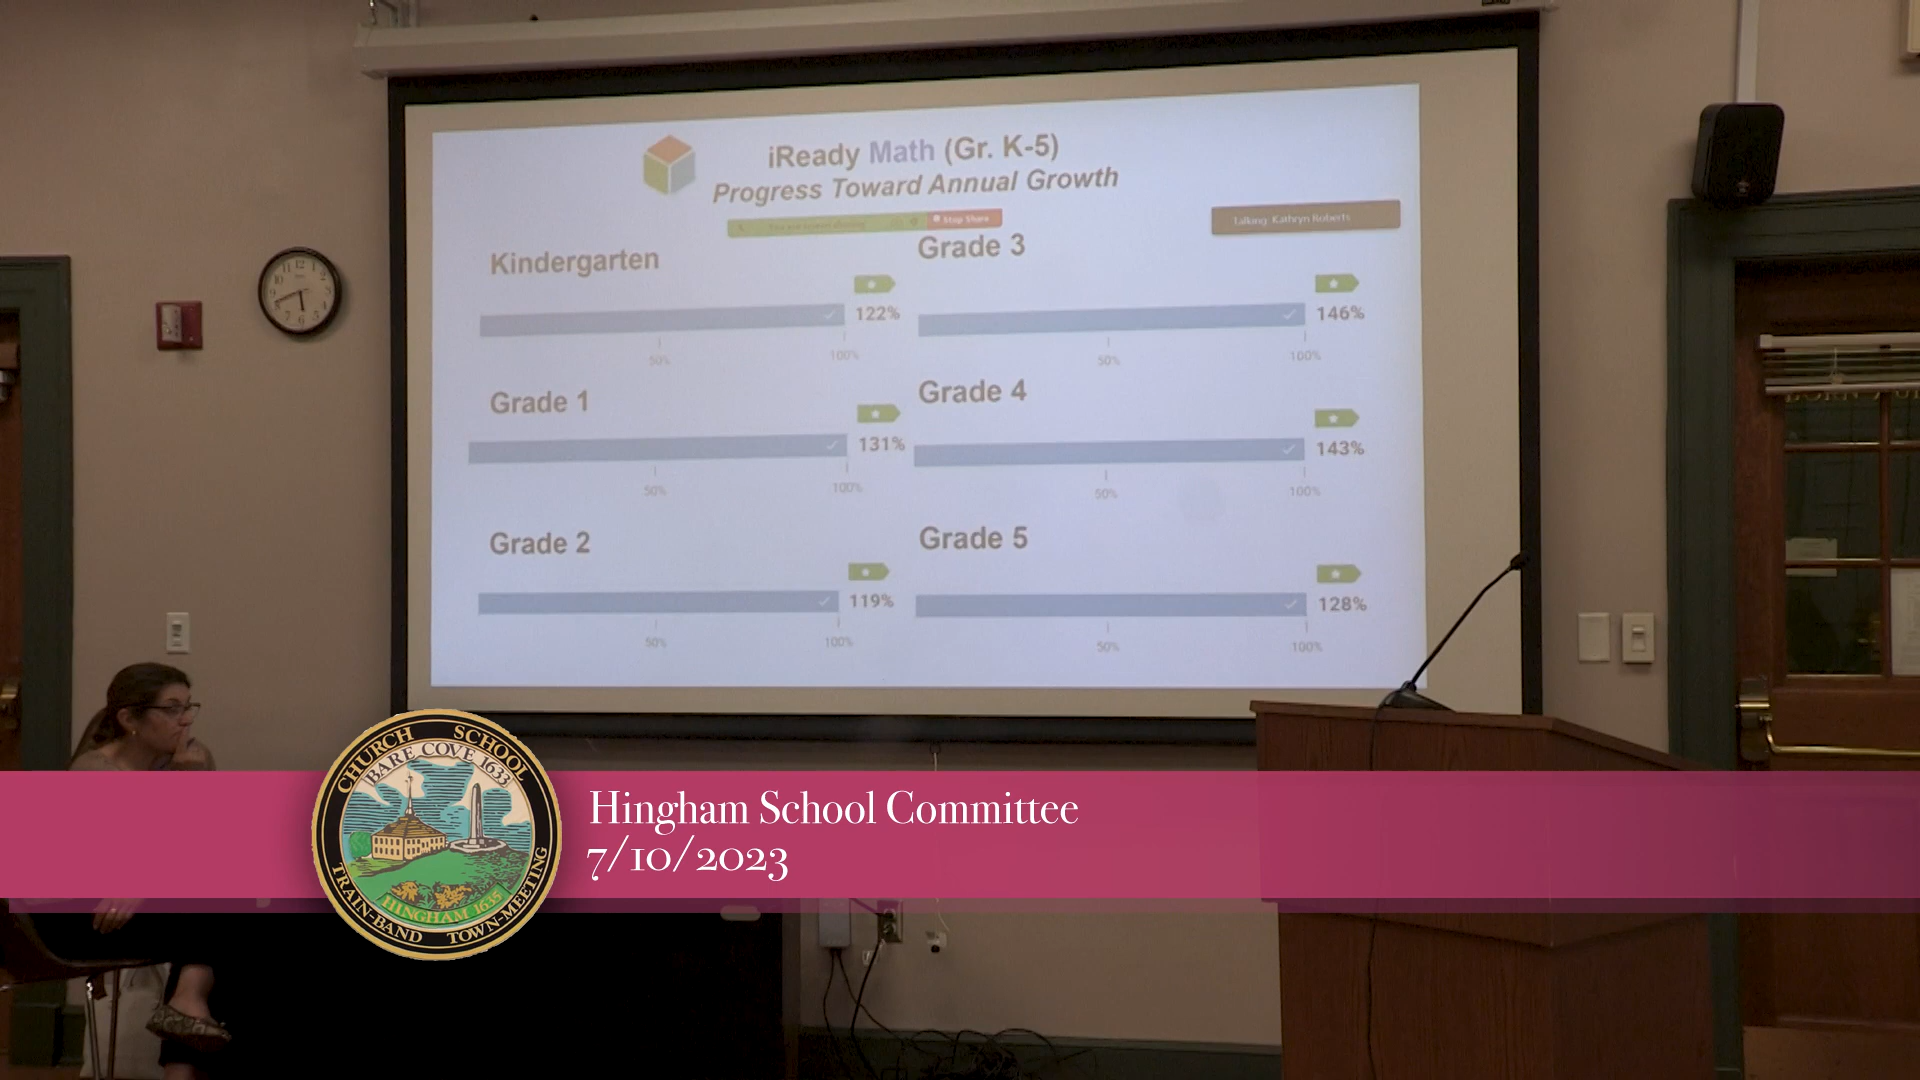 iReady Math (Gr. K-5)
Progress Toward Annual Growth
Stop Share
Talking: Kathryn Roberts
Kindergarten
122%
50%
100%
Grade 1
131%
50%
100%
Grade 2
119%
50%
100%
Grade 3
146%
50%
100%
Grade 4
143%
50%
100%
Grade 5
128%
50%
100%
CHURCH SCHOOL
BARE COVE 1633
HINGHAM 1635
TRAIN-BAND TOWN-MEETING
Hingham School Committee
7/10/2023